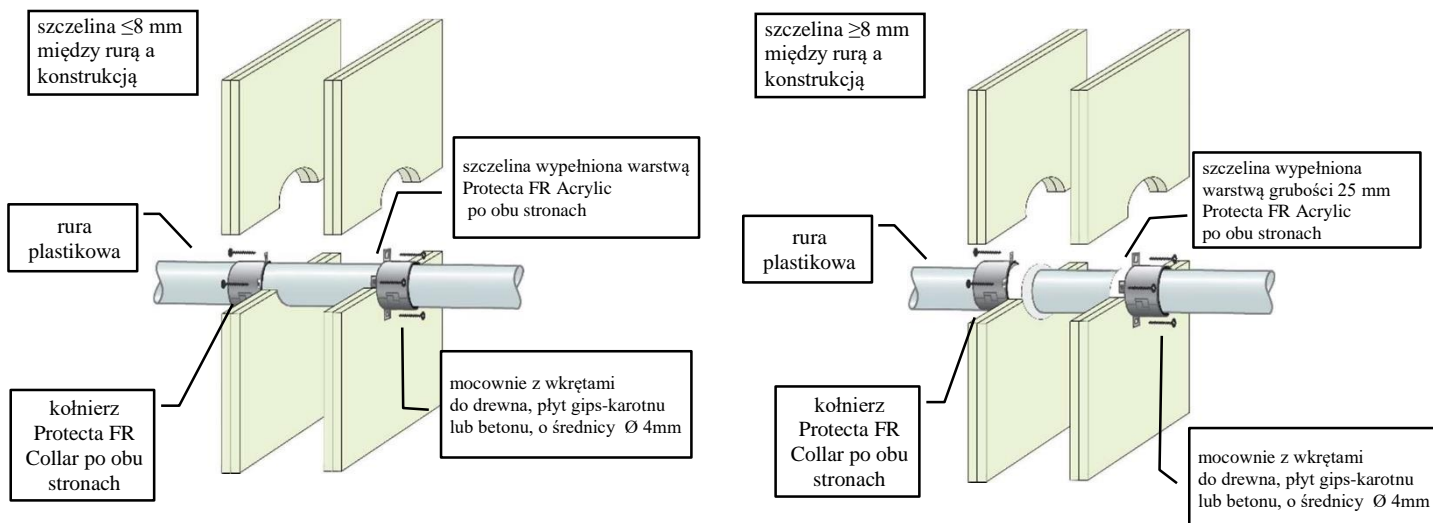 szczelina ≤8 mm
między rurą a
konstrukcją
szczelina wypełniona warstwą
Protecta FR Acrylic
po obu stronach
rura
plastikowa
kołnierz
Protecta FR
Collar po obu
stronach
mocownie z wkrętami
do drewna, płyt gips-karotnu
lub betonu, o średnicy Ø 4mm
szczelina ≥8 mm
między rurą a
konstrukcją
szczelina wypełniona
warstwą grubości 25 mm
Protecta FR Acrylic
po obu stronach
rura
plastikowa
kołnierz
Protecta FR
Collar po obu
stronach
mocownie z wkrętami
do drewna, płyt gips-karotnu
lub betonu, o średnicy Ø 4mm